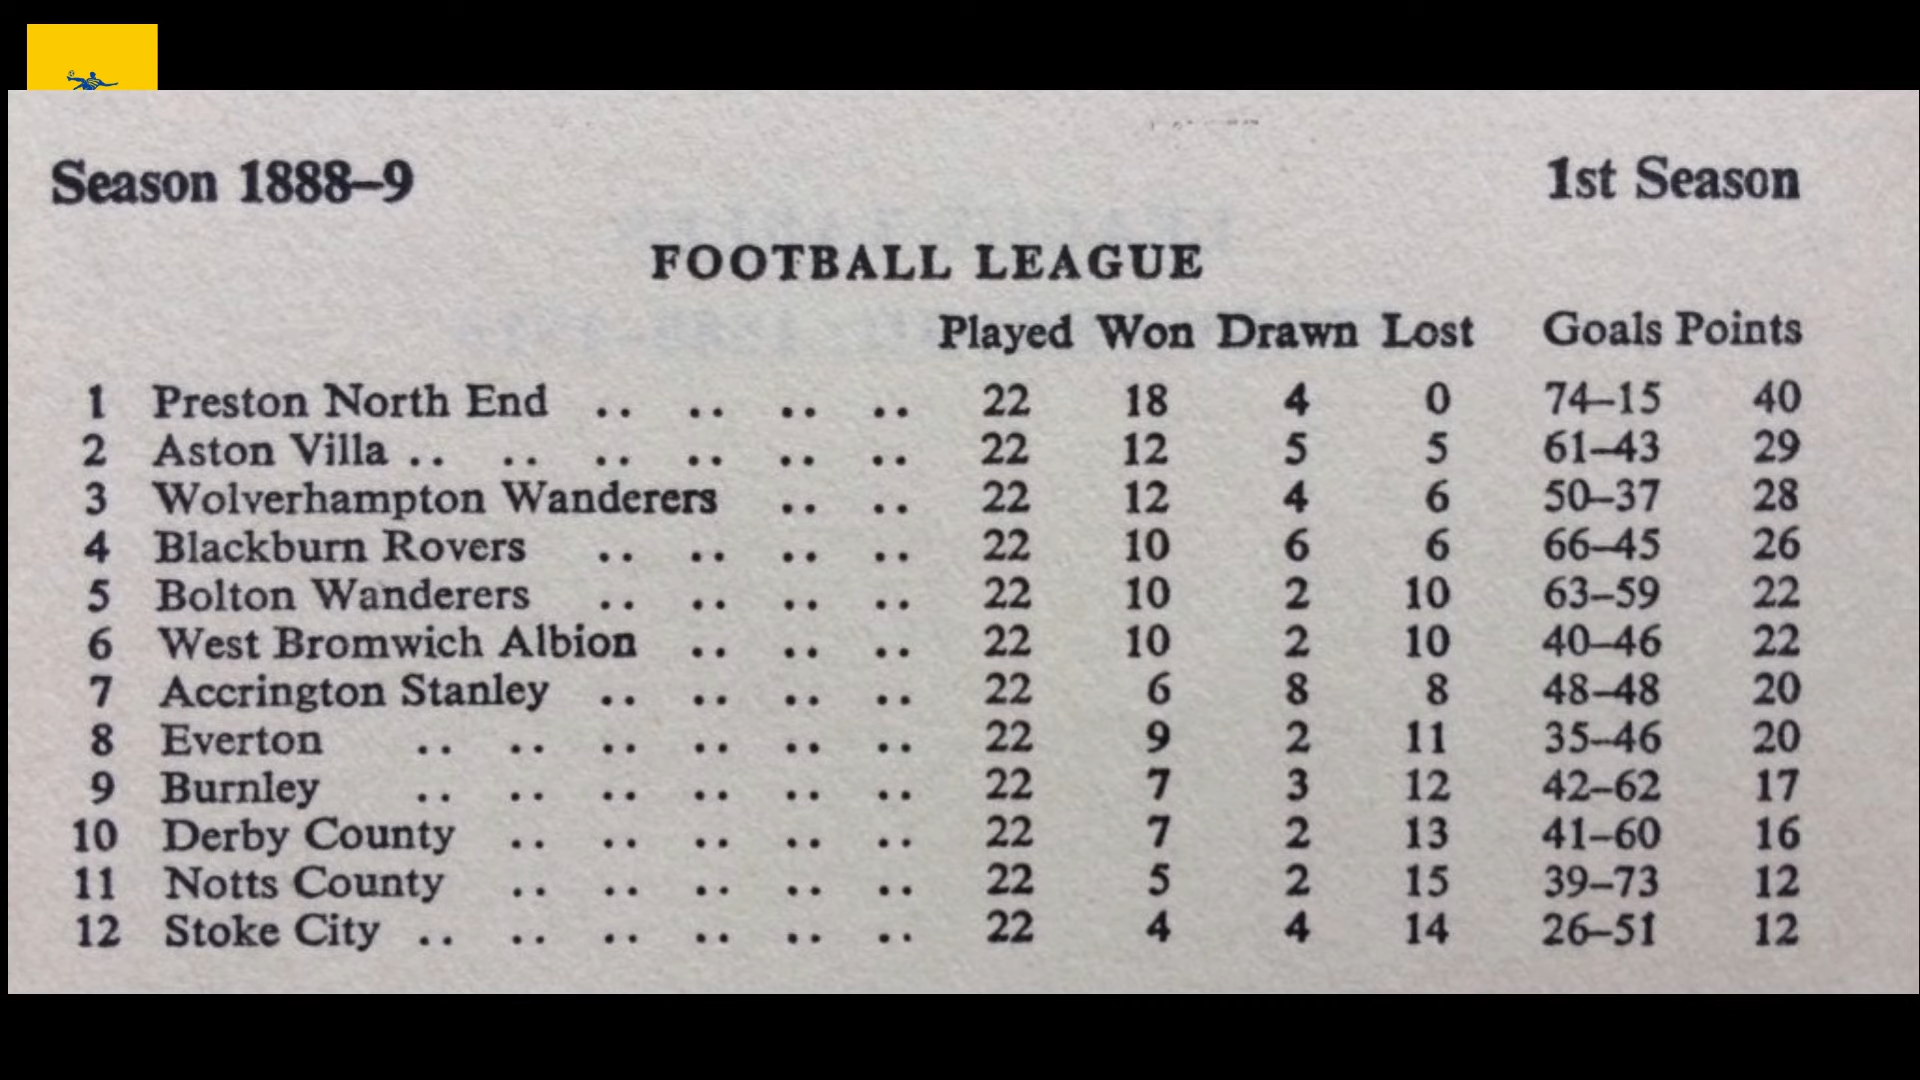 Season 1888–9 1st Season
FOOTBALL LEAGUE
Played Won Drawn Lost Goals Points
1 Preston North End .. .. .. .. 22 18 4 0 74–15 40
2 Aston Villa .. .. .. .. .. .. 22 12 5 5 61–43 29
3 Wolverhampton Wanderers .. .. 22 12 4 6 50–37 28
4 Blackburn Rovers .. .. .. .. 22 10 6 6 66–45 26
5 Bolton Wanderers .. .. .. .. 22 10 2 10 63–59 22
6 West Bromwich Albion .. .. .. 22 10 2 10 40–46 22
7 Accrington Stanley .. .. .. .. 22 6 8 8 48–48 20
8 Everton .. .. .. .. .. .. 22 9 2 11 35–46 20
9 Burnley .. .. .. .. .. .. 22 7 3 12 42–62 17
10 Derby County .. .. .. .. .. 22 7 2 13 41–60 16
11 Notts County .. .. .. .. .. 22 5 2 15 39–73 12
12 Stoke City .. .. .. .. .. .. 22 4 4 14 26–51 12